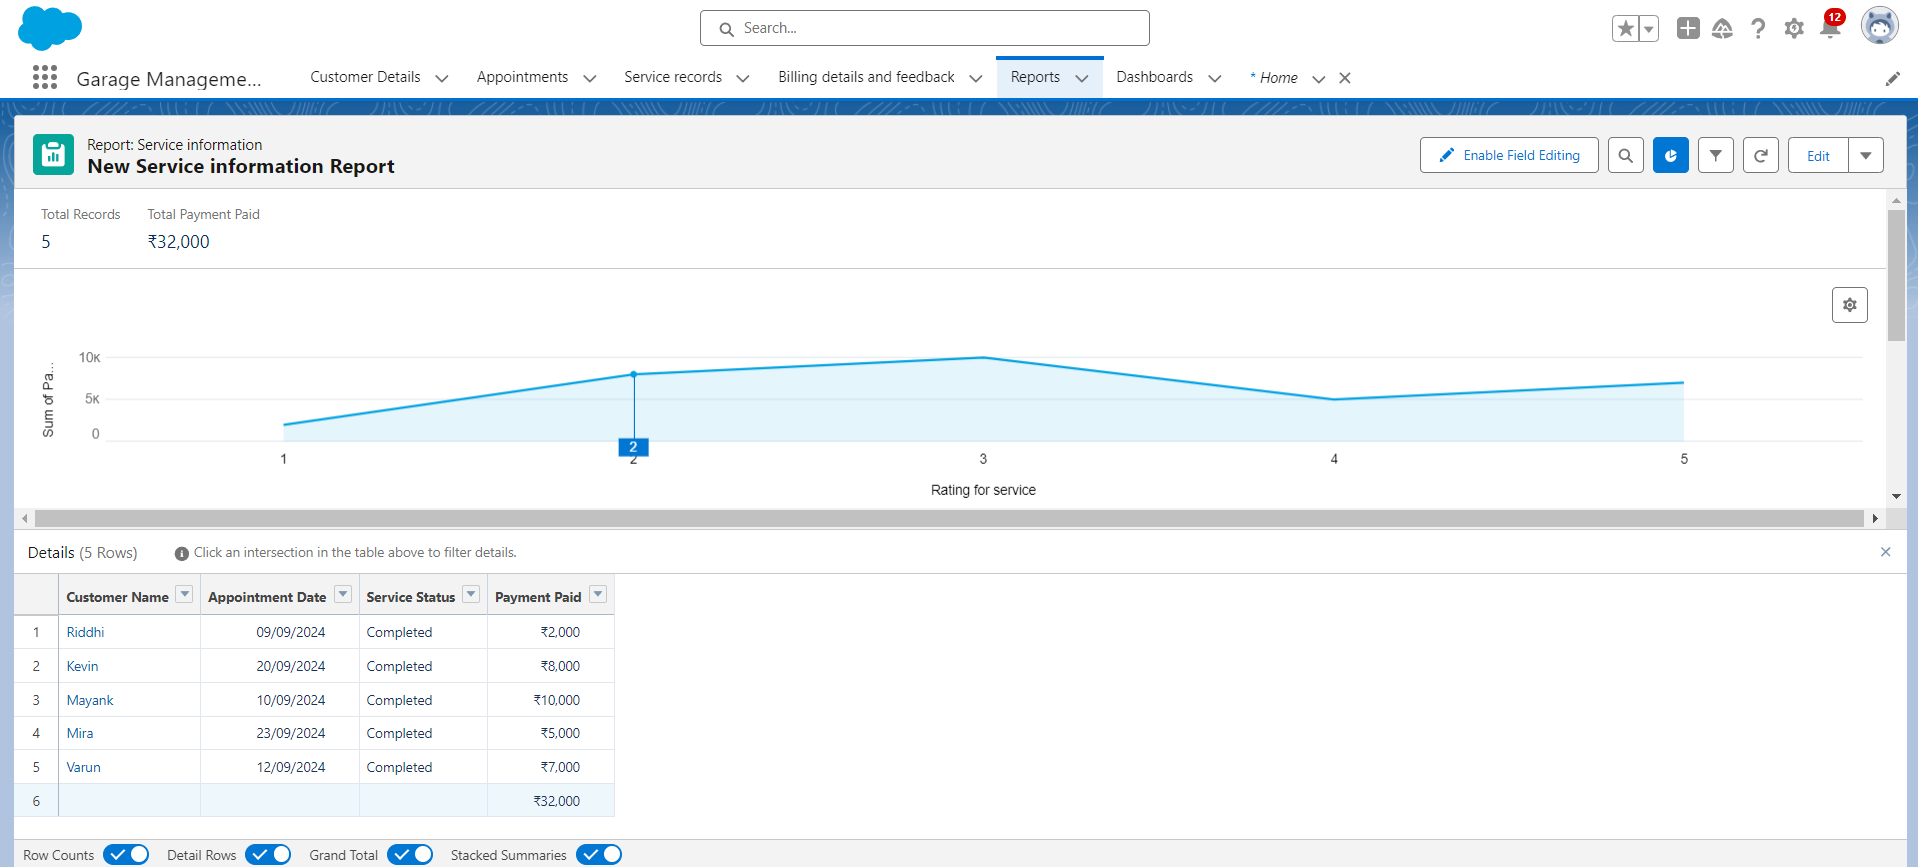 Search...
12
Garage Manageme...
Customer Details
Appointments
Service records
Billing details and feedback
Reports
Dashboards
* Home
Report: Service information
New Service information Report
Enable Field Editing
Edit
Total Records
Total Payment Paid
5
₹32,000
Sum of Pa...
10K
5K
0
2
1
2
3
4
5
Rating for service
Details (5 Rows)
Click an intersection in the table above to filter details.
Customer Name Appointment Date Service Status Payment Paid
1 Riddhi 09/09/2024 Completed ₹2,000
2 Kevin 20/09/2024 Completed ₹8,000
3 Mayank 10/09/2024 Completed ₹10,000
4 Mira 23/09/2024 Completed ₹5,000
5 Varun 12/09/2024 Completed ₹7,000
6 ₹32,000
Row Counts
Detail Rows
Grand Total
Stacked Summaries